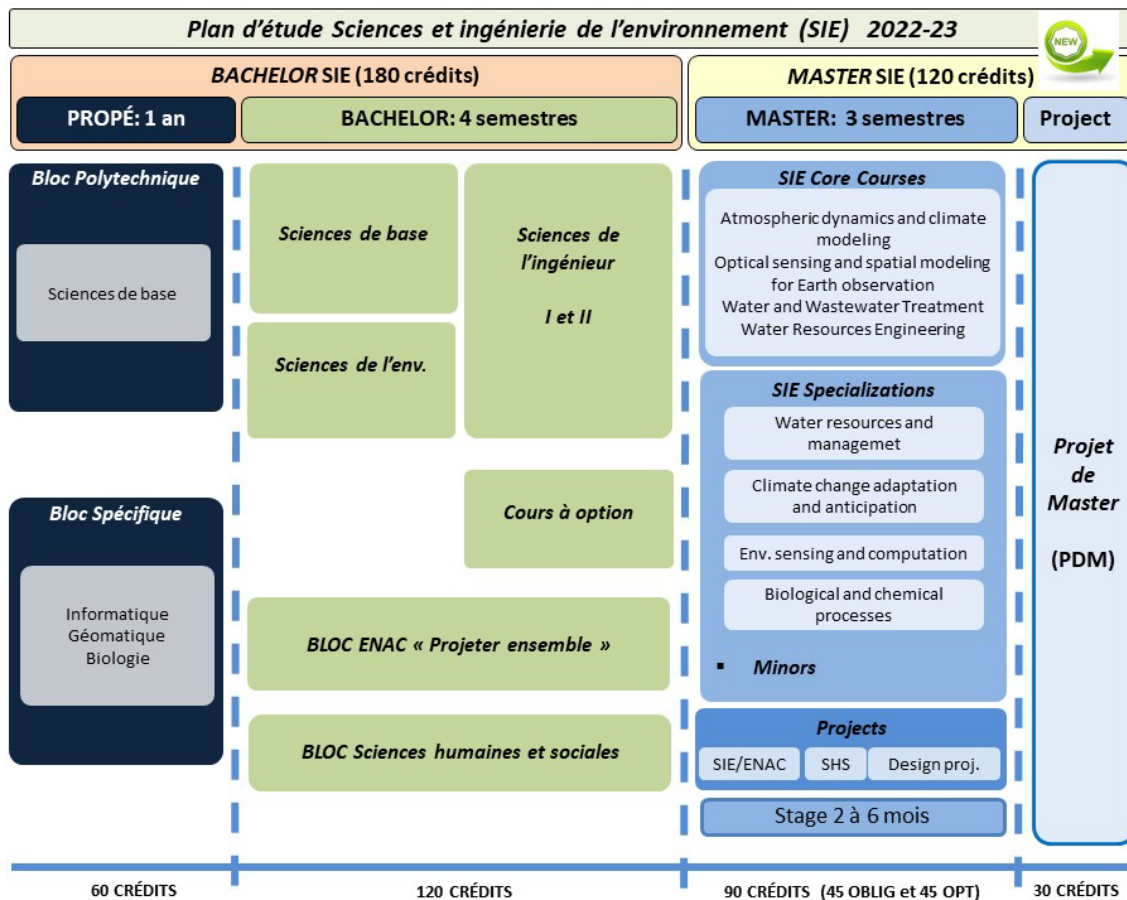 Plan d'étude Sciences et ingénierie de l'environnement (SIE) 2022-23
NEW
BACHELOR SIE (180 crédits)
MASTER SIE (120 crédits)
PROPÉ: 1 an
BACHELOR: 4 semestres
MASTER: 3 semestres
Project
Bloc Polytechnique
Sciences de base
Bloc Spécifique
Informatique
Géomatique
Biologie
Sciences de base
Sciences de l'env.
Sciences de
l'ingénieur
I et II
Cours à option
BLOC ENAC « Projeter ensemble »
BLOC Sciences humaines et sociales
SIE Core Courses
Atmospheric dynamics and climate
modeling
Optical sensing and spatial modeling
for Earth observation
Water and Wastewater Treatment
Water Resources Engineering
SIE Specializations
Water resources and
managemet
Climate change adaptation
and anticipation
Env. sensing and computation
Biological and chemical
processes
▪ Minors
Projects
SIE/ENAC
SHS
Design proj.
Stage 2 à 6 mois
Projet
de
Master
(PDM)
60 CRÉDITS
120 CRÉDITS
90 CRÉDITS (45 OBLIG et 45 OPT)
30 CRÉDITS